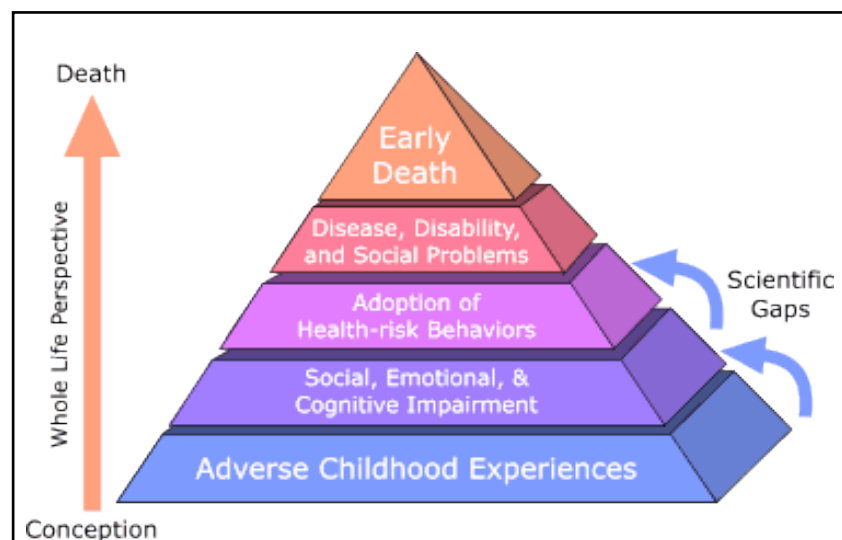 Death
Early
Death
Disease, Disability,
and Social Problems
Scientific
Gaps
Adoption of
Health-risk Behaviors
Whole Life Perspective
Social, Emotional, &
Cognitive Impairment
Adverse Childhood Experiences
Conception